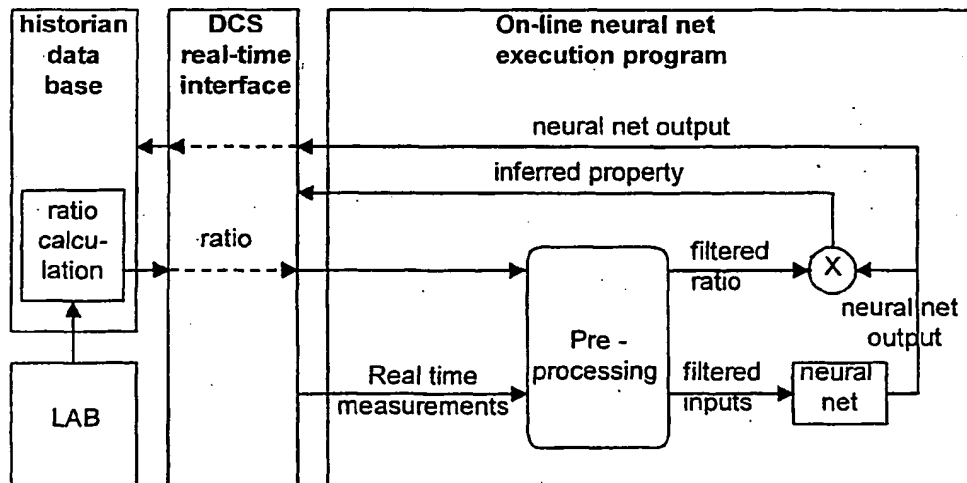 historian
data
base
DCS
real-time
interface
On-line neural net
execution program
neural net output
inferred property
ratio
calcu-
lation
ratio
filtered
ratio
X
neural net
output
Pre -
processing
Real time
measurements
filtered
inputs
neural
net
LAB